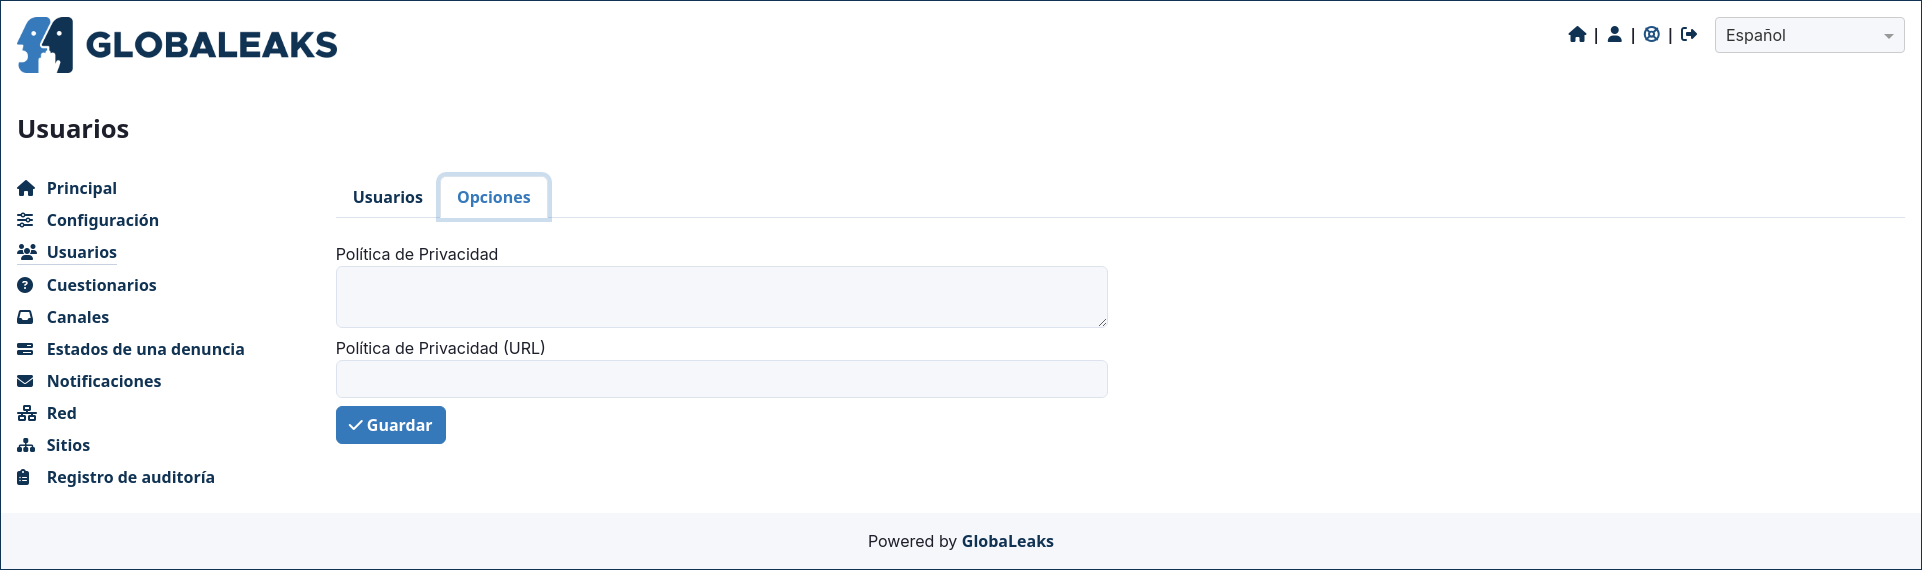 GLOBALEAKS
| | |
Español
Usuarios
Principal
Configuración
Usuarios
Cuestionarios
Canales
Estados de una denuncia
Notificaciones
Red
Sitios
Registro de auditoría
Usuarios Opciones
Política de Privacidad
Política de Privacidad (URL)
Guardar
Powered by GlobaLeaks